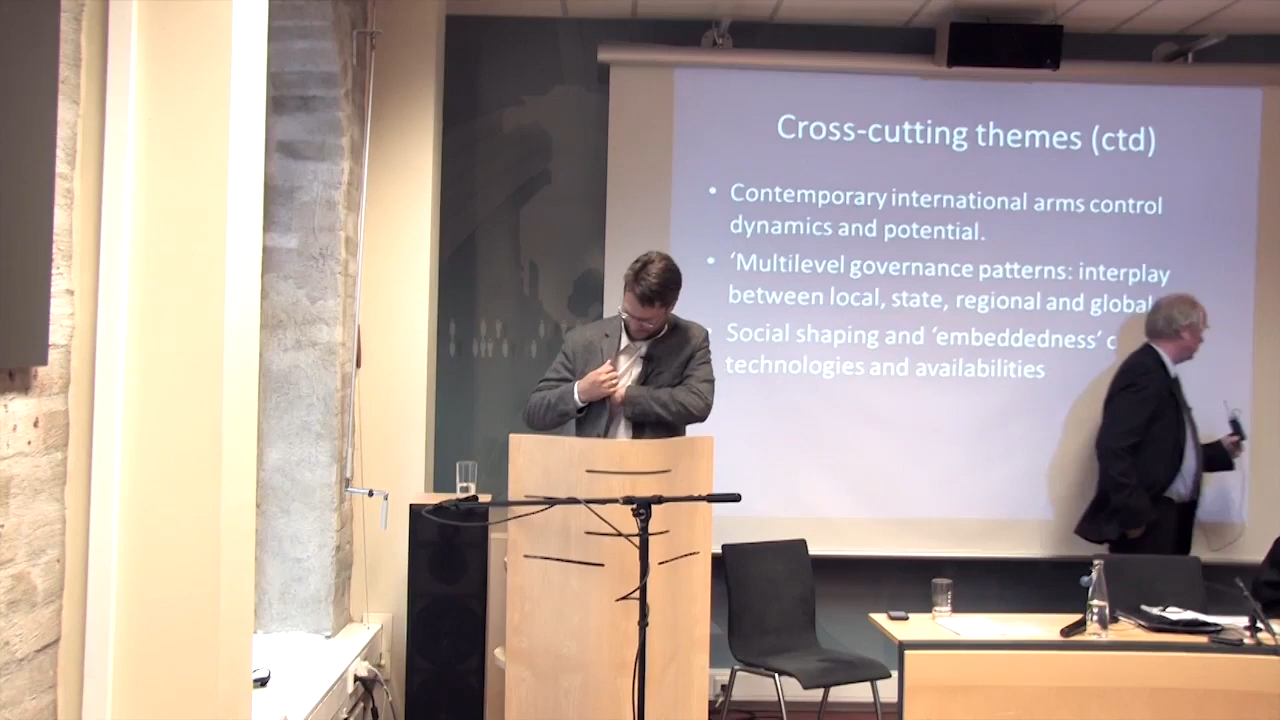 Cross-cutting themes (ctd)
• Contemporary international arms control
dynamics and potential.
• ‘Multilevel governance patterns: interplay
between local, state, regional and global
• Social shaping and ‘embeddedness’
technologies and availabilities